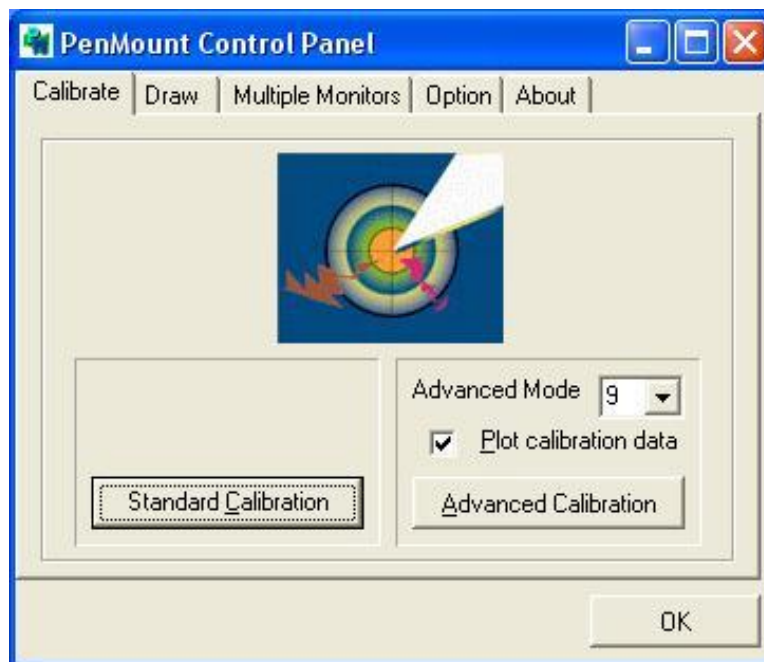 PenMount Control Panel
Calibrate Draw Multiple Monitors Option About
Advanced Mode 9
Plot calibration data
Standard Calibration
Advanced Calibration
OK